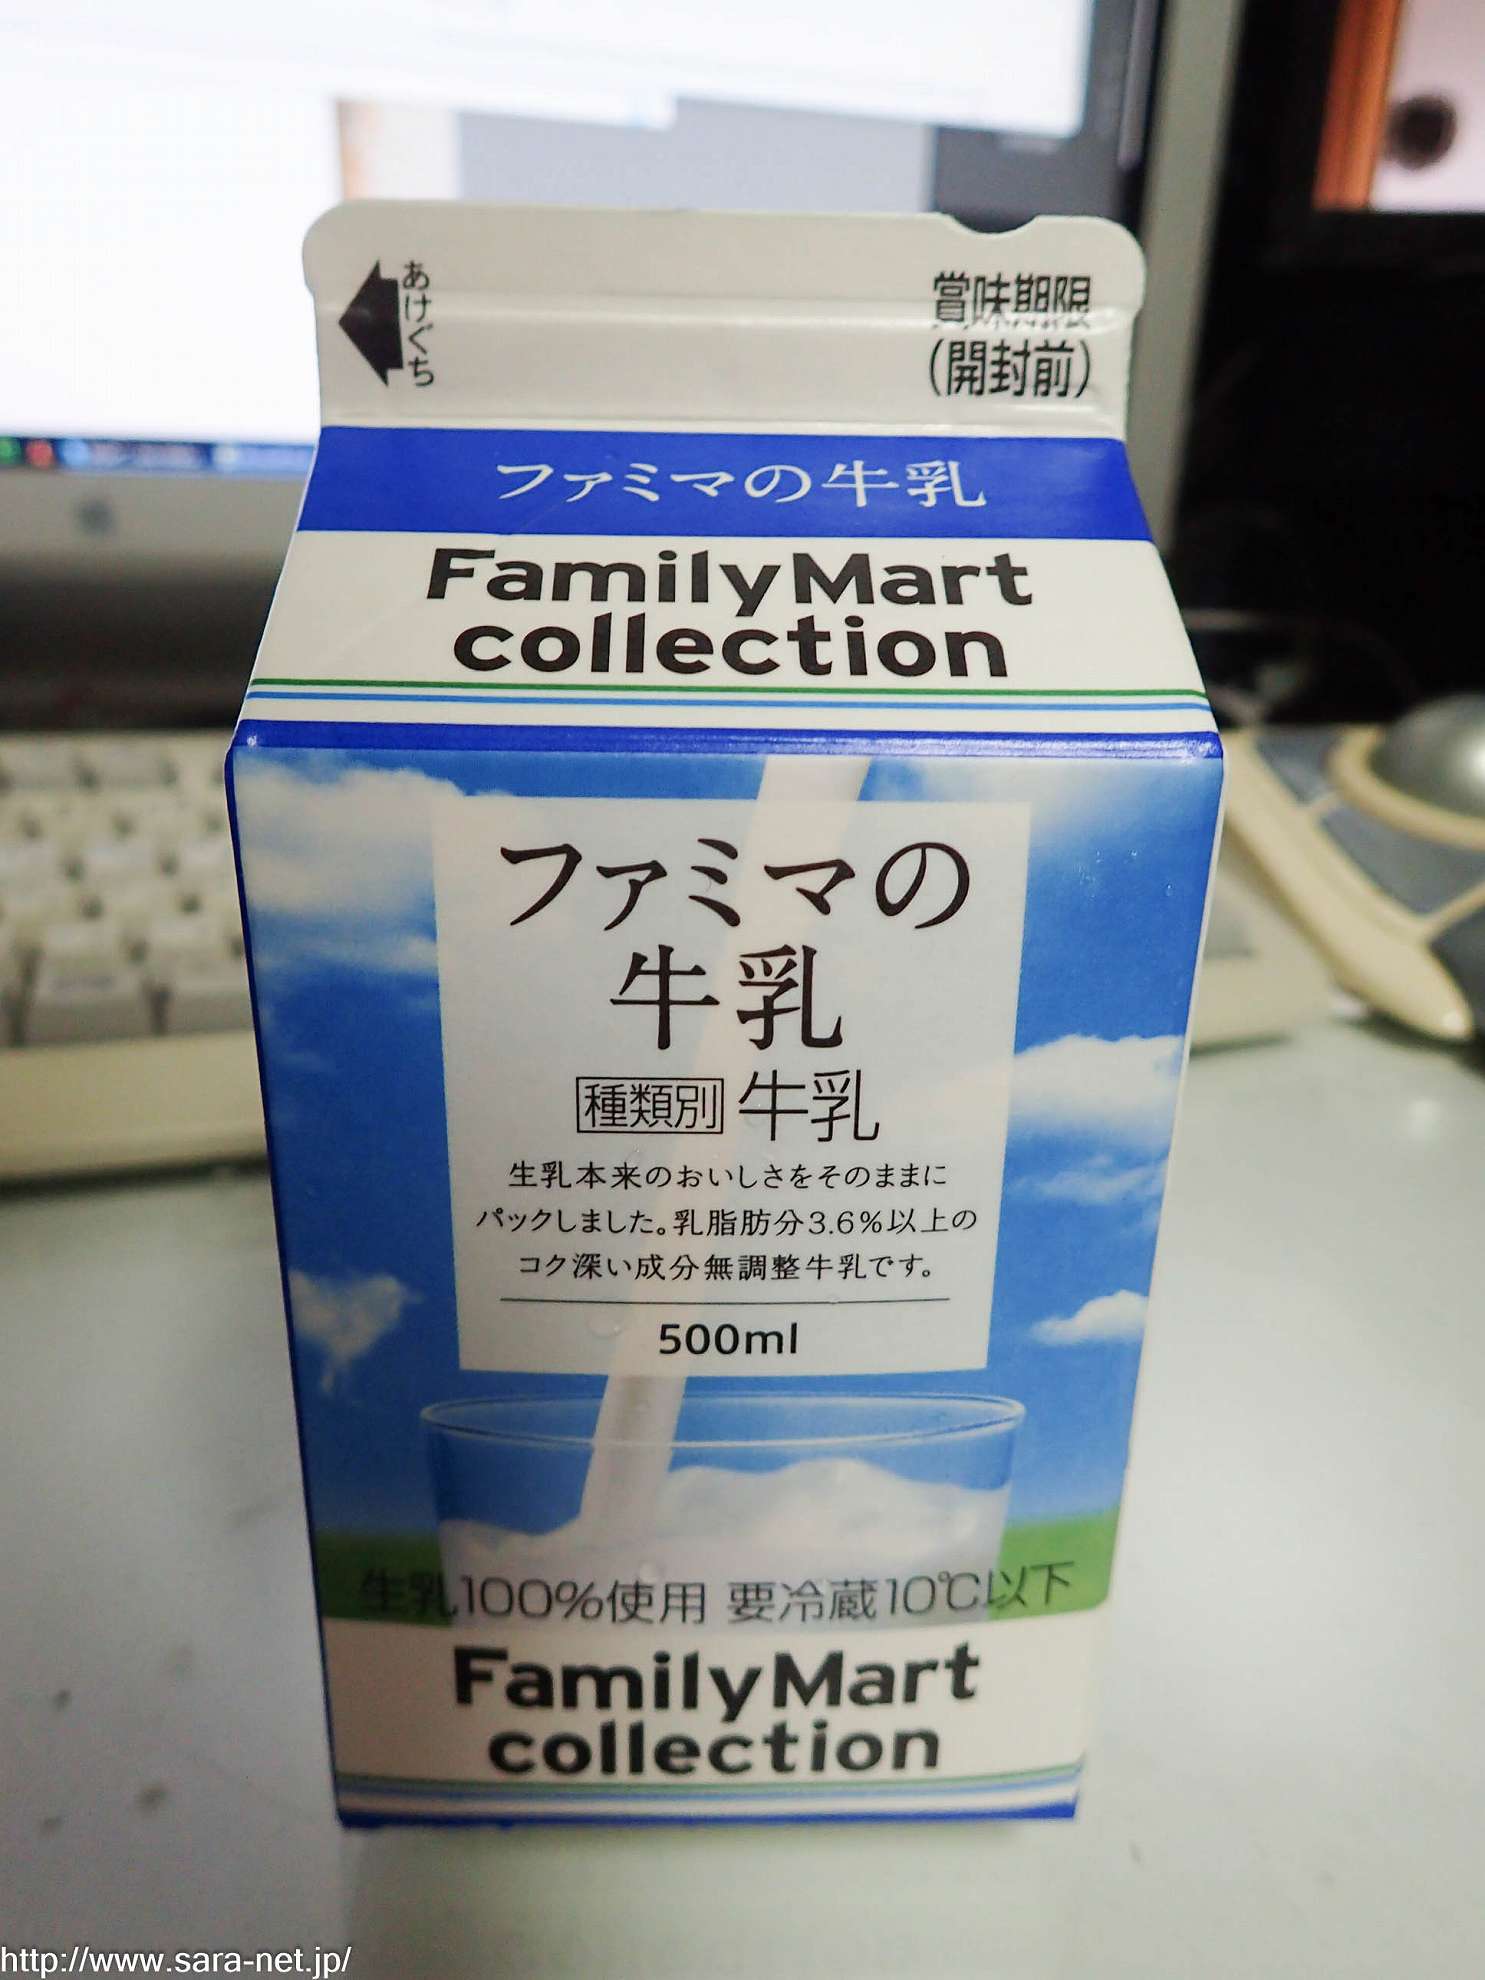 あけぐち
賞味期限
(開封前)
ファミマの牛乳
FamilyMart
collection
ファミマの
牛乳
種類別 牛乳
生乳本来のおいしさをそのままに
パックしました。乳脂肪分3.6%以上の
コク深い成分無調整牛乳です。
500ml
生乳100%使用 要冷蔵10℃以下
FamilyMart
collection
http://www.sara-net.jp/